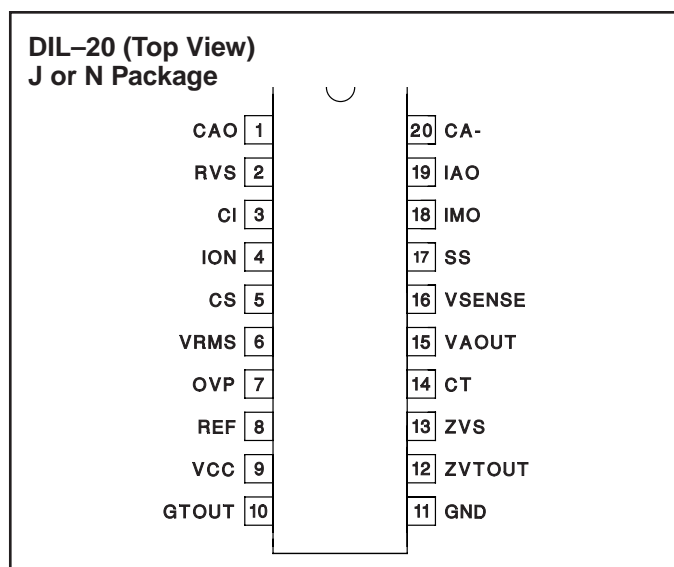 DIL–20 (Top View)
J or N Package
CAO 1 20 CA-
RVS 2 19 IAO
CI 3 18 IMO
ION 4 17 SS
CS 5 16 VSENSE
VRMS 6 15 VAOUT
OVP 7 14 CT
REF 8 13 ZVS
VCC 9 12 ZVTOUT
GTOUT 10 11 GND